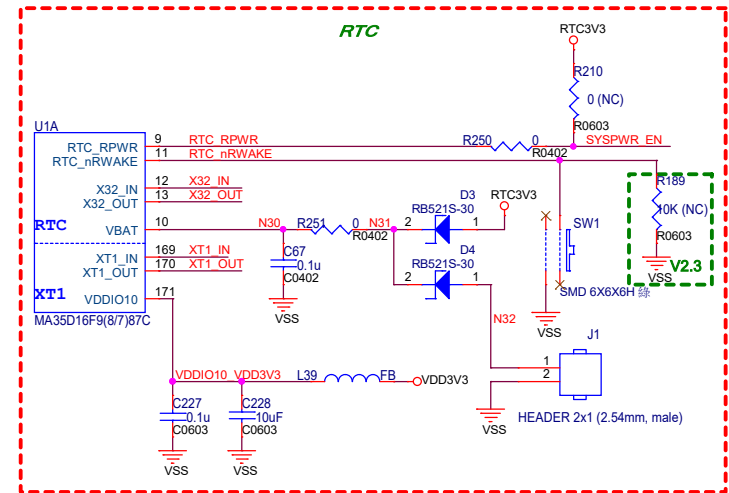 RTC
RTC3V3
R210
0 (NC)
R0603
U1A
RTC_RPWR
9
RTC_RPWR
R250
0
R0402
SYSPWR_EN
RTC_nRWAKE
11
RTC_nRWAKE
X32_IN
12
X32_IN
X32_OUT
13
X32_OUT
RTC
VBAT
10
N30
R251
0
R0402
N31
D3
RB521S-30
2
1
RTC3V3
C67
0.1u
C0402
VSS
D4
RB521S-30
2
1
N32
XT1_IN
169
XT1_IN
XT1_OUT
170
XT1_OUT
XT1
VDDIO10
171
MA35D16F9(8/7)87C
SW1
SMD 6X6X6H 綠
VSS
R189
10K (NC)
R0603
V2.3
VSS
J1
1
2
HEADER 2x1 (2.54mm, male)
VSS
VDDIO10_VDD3V3
L39
FB
VDD3V3
C227
0.1u
C0603
VSS
C228
10uF
C0603
VSS